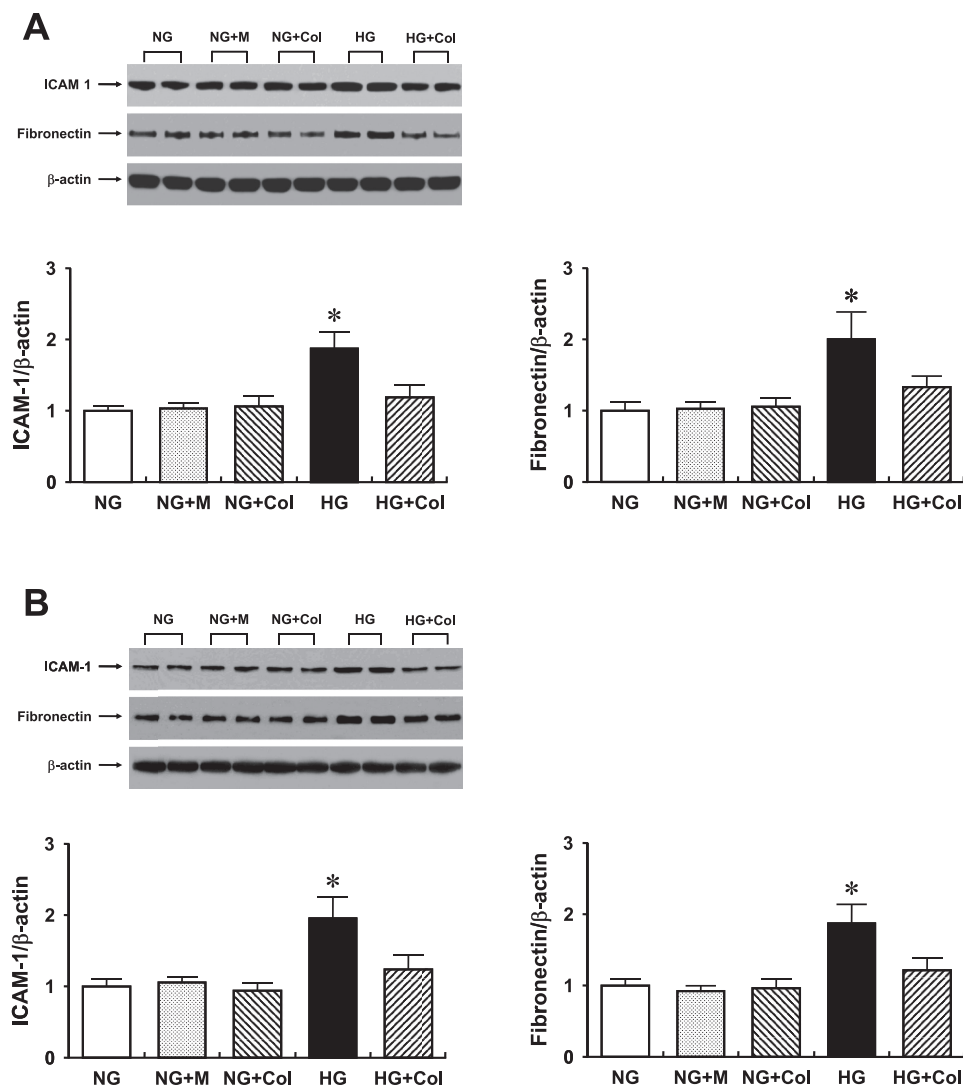 A
NG NG+M NG+Col HG HG+Col
ICAM 1
Fibronectin
β-actin
ICAM-1/β-actin
3
2
1
0
*
NG NG+M NG+Col HG HG+Col
Fibronectin/β-actin
3
2
1
0
*
NG NG+M NG+Col HG HG+Col
B
NG NG+M NG+Col HG HG+Col
ICAM-1
Fibronectin
β-actin
ICAM-1/β-actin
3
2
1
0
*
NG NG+M NG+Col HG HG+Col
Fibronectin/β-actin
3
2
1
0
*
NG NG+M NG+Col HG HG+Col